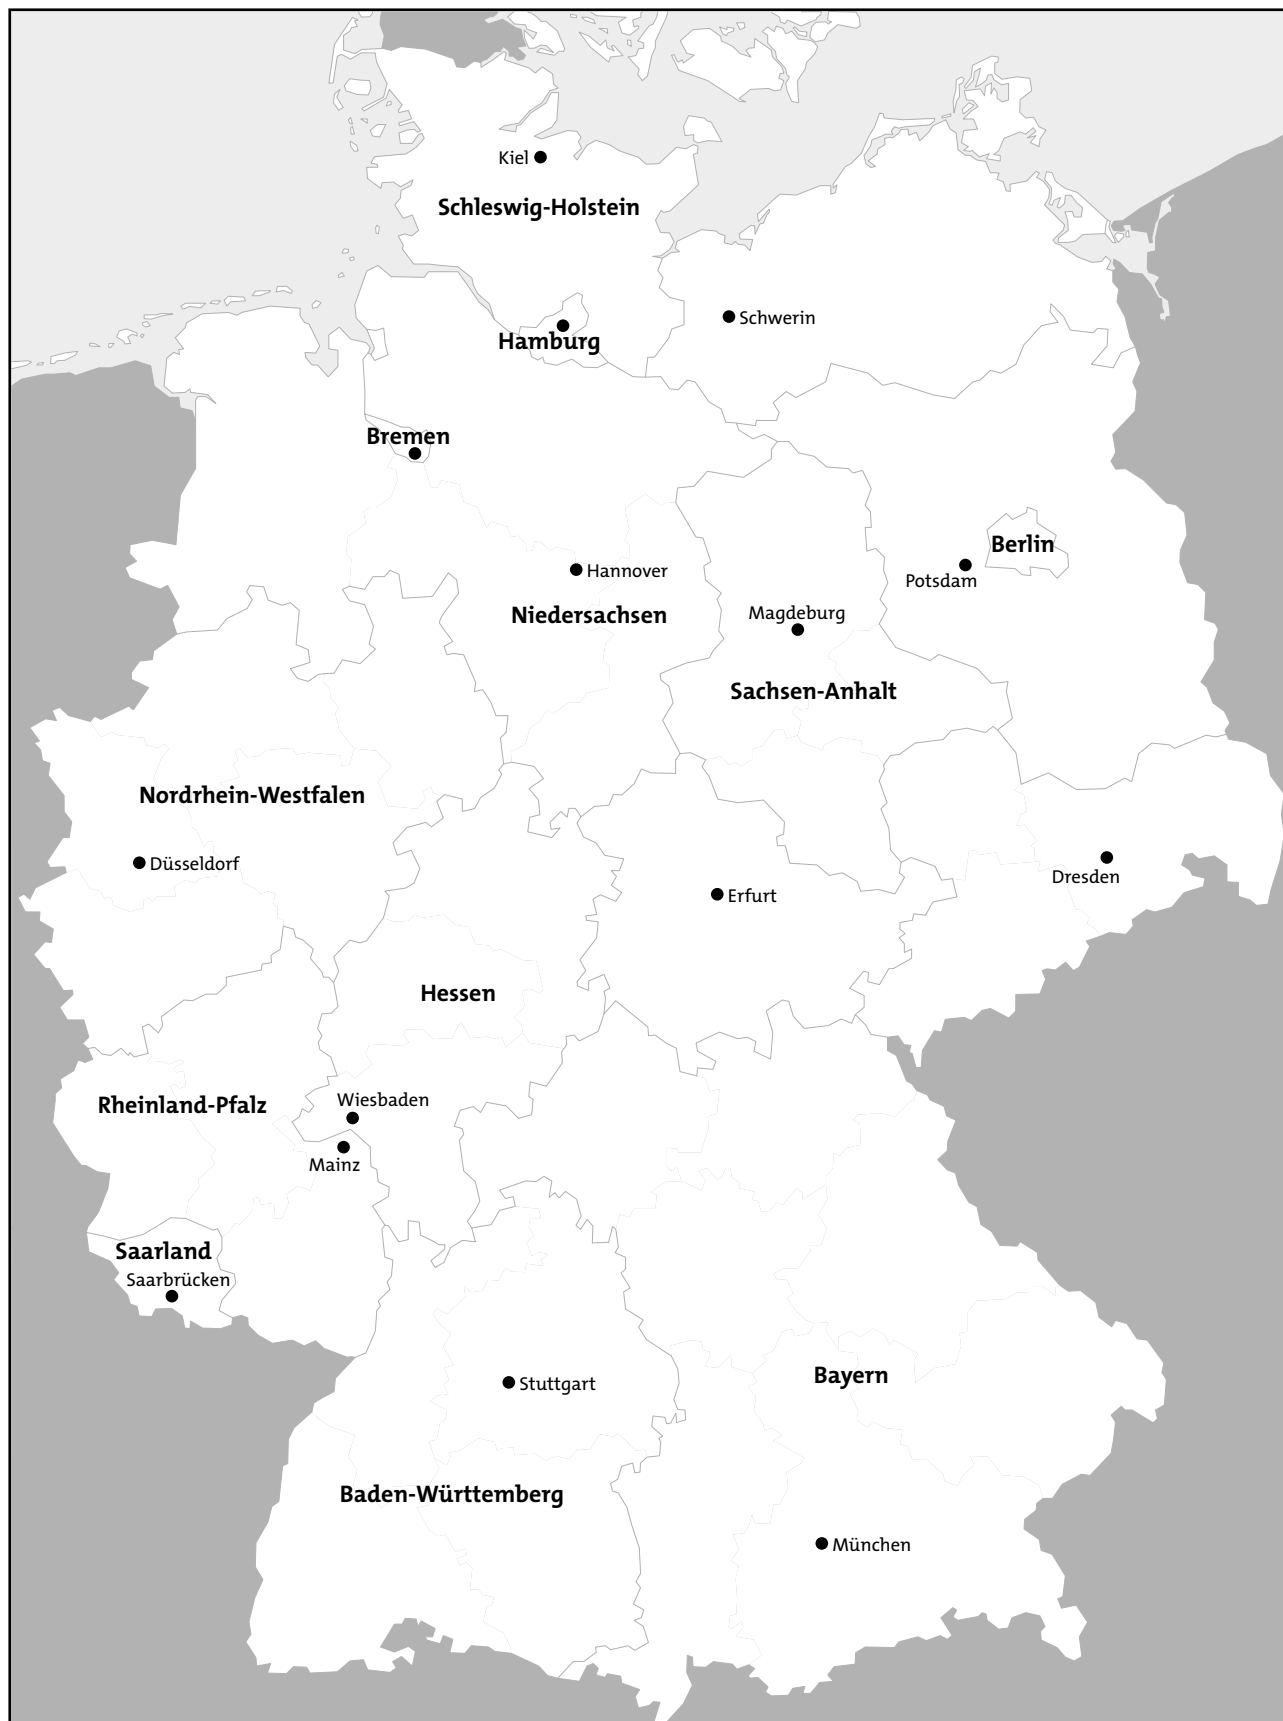 Kiel
Schleswig-Holstein
Schwerin
Hamburg
Bremen
Berlin
Hannover
Potsdam
Magdeburg
Niedersachsen
Sachsen-Anhalt
Nordrhein-Westfalen
Düsseldorf
Dresden
Erfurt
Hessen
Wiesbaden
Rheinland-Pfalz
Mainz
Saarland
Saarbrücken
Bayern
Stuttgart
Baden-Württemberg
München